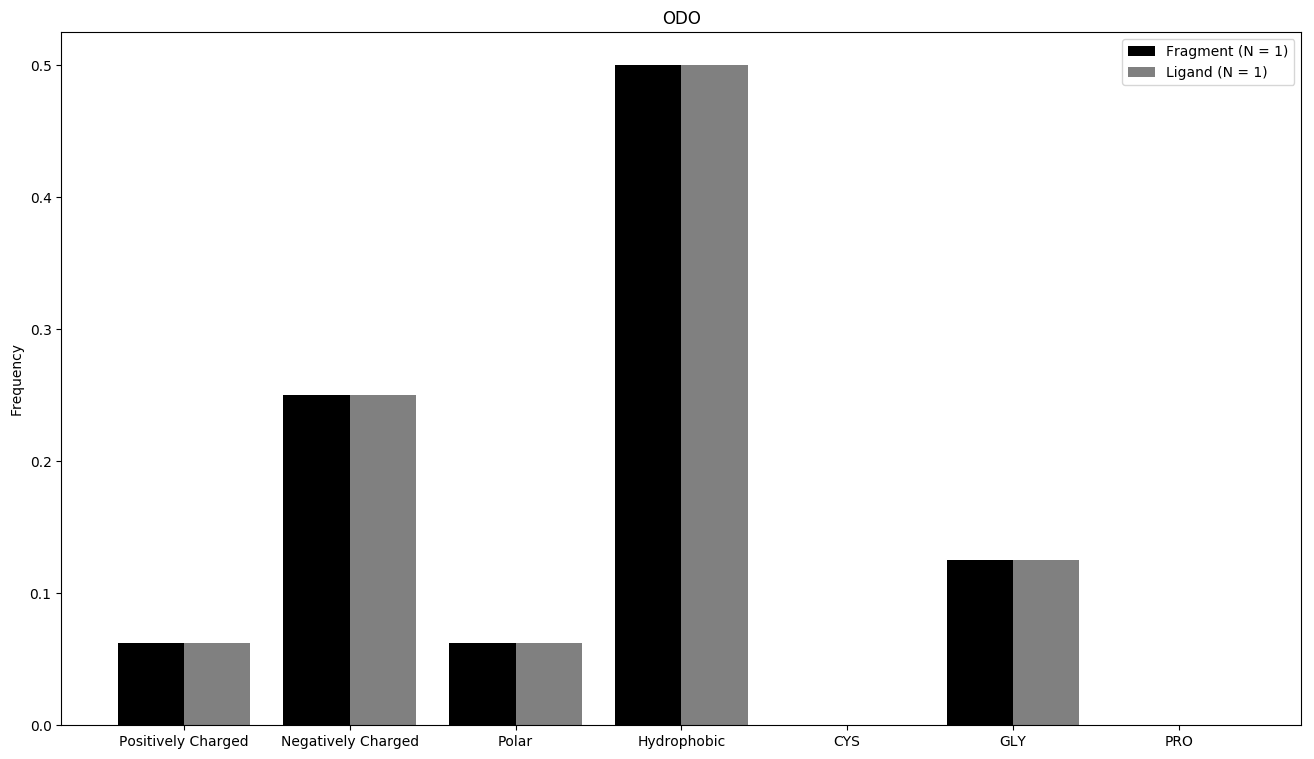 ODO
Fragment (N = 1)
Ligand (N = 1)
Frequency
0.5
0.4
0.3
0.2
0.1
0.0
Positively Charged Negatively Charged Polar Hydrophobic CYS GLY PRO